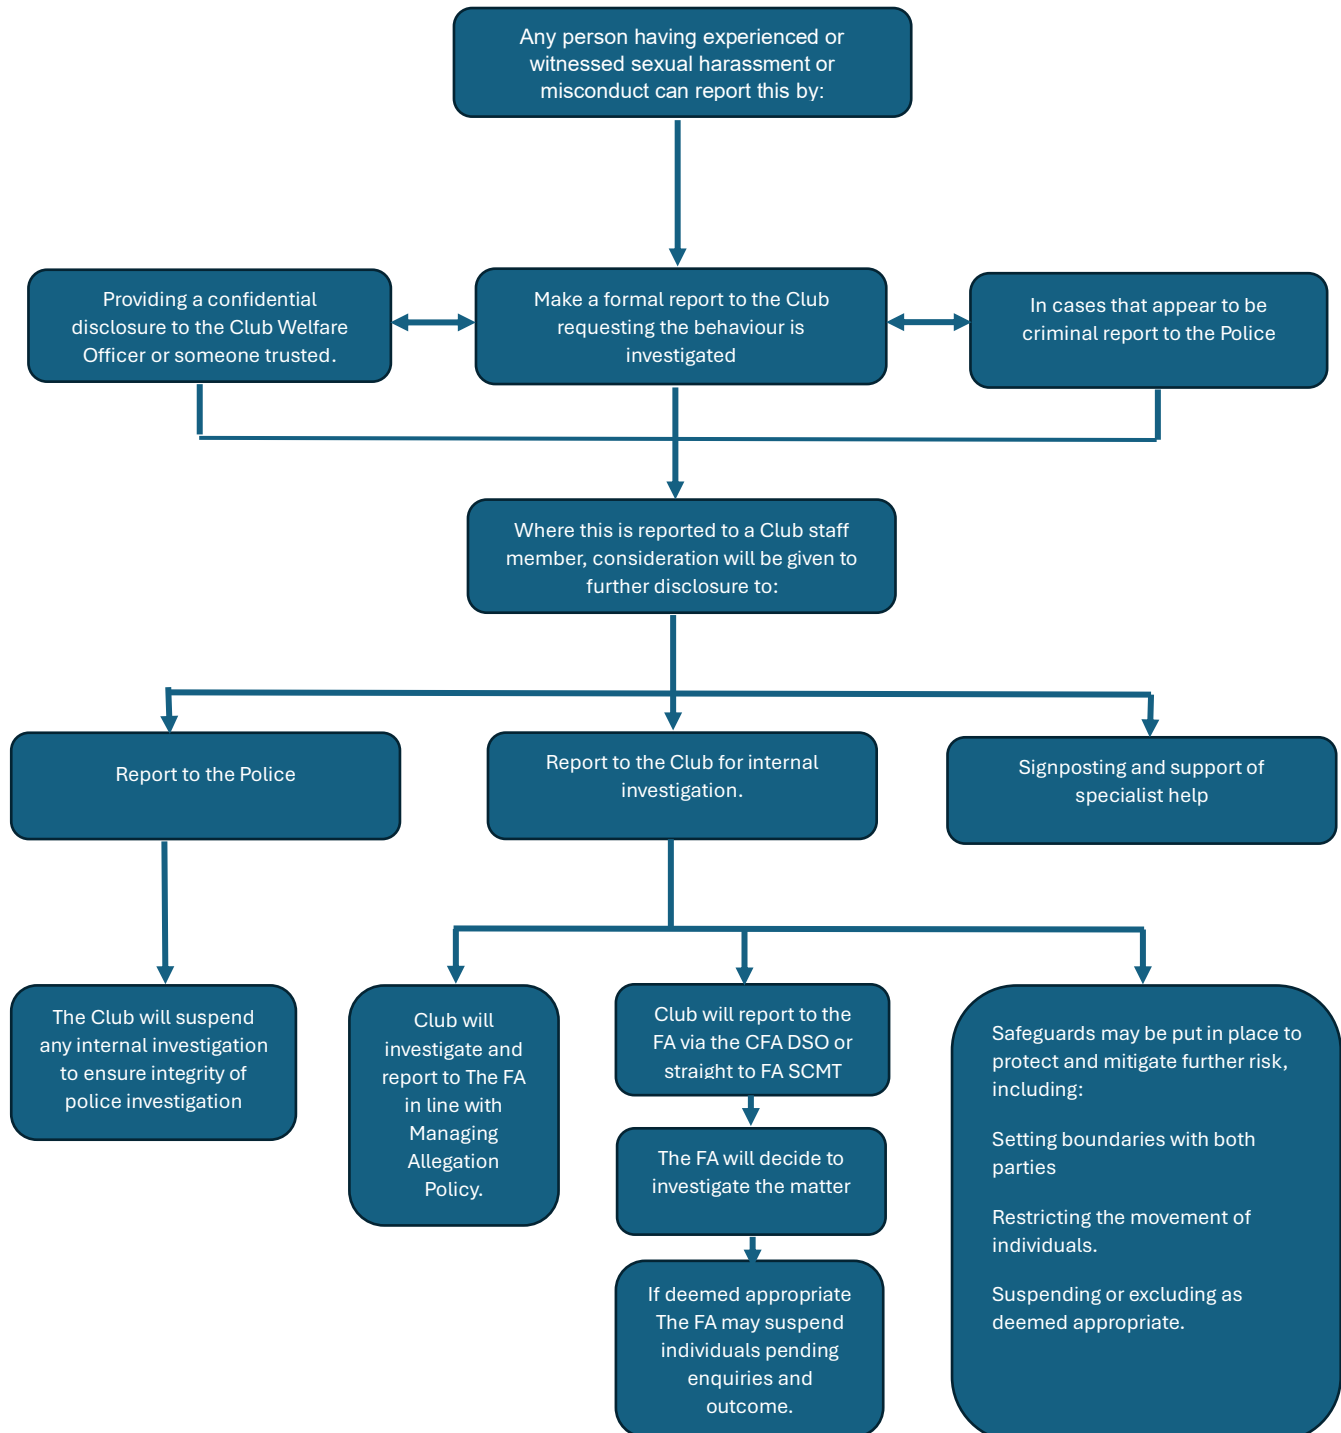 Any person having experienced or
witnessed sexual harassment or
misconduct can report this by:
Providing a confidential
disclosure to the Club Welfare
Officer or someone trusted.
Make a formal report to the Club
requesting the behaviour is
investigated
In cases that appear to be
criminal report to the Police
Where this is reported to a Club staff
member, consideration will be given to
further disclosure to:
Report to the Police
Report to the Club for internal
investigation.
Signposting and support of
specialist help
The Club will suspend
any internal investigation
to ensure integrity of
police investigation
Club will
investigate and
report to The FA
in line with
Managing
Allegation
Policy.
Club will report to the
FA via the CFA DSO or
straight to FA SCMT
The FA will decide to
investigate the matter
If deemed appropriate
The FA may suspend
individuals pending
enquiries and
outcome.
Safeguards may be put in place to
protect and mitigate further risk,
including:
Setting boundaries with both
parties
Restricting the movement of
individuals.
Suspending or excluding as
deemed appropriate.